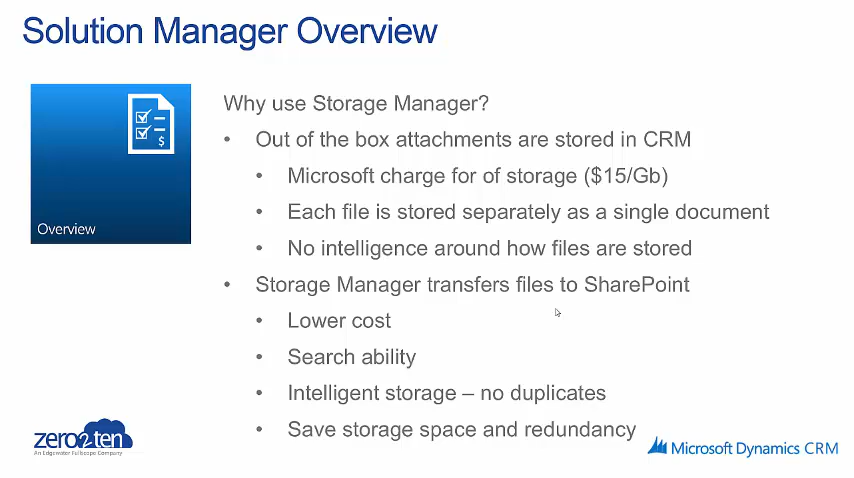 Solution Manager Overview
$
Overview
Why use Storage Manager?
• Out of the box attachments are stored in CRM
• Microsoft charge for of storage ($15/Gb)
• Each file is stored separately as a single document
• No intelligence around how files are stored
• Storage Manager transfers files to SharePoint
• Lower cost
• Search ability
• Intelligent storage – no duplicates
• Save storage space and redundancy
zero2ten
An Edgewater Fullscope Company
Microsoft Dynamics CRM